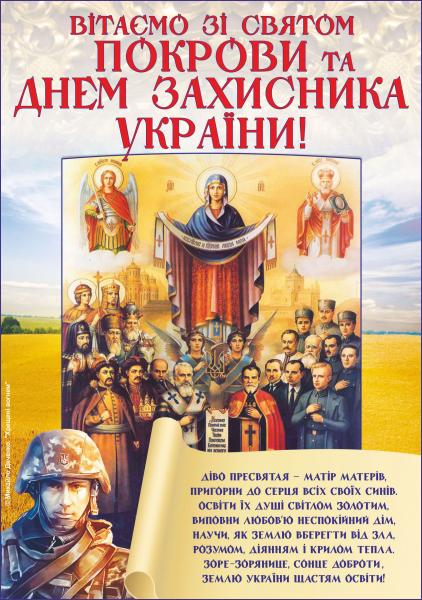 ВІТАЄМО ЗІ СВЯТОМ
ПОКРОВИ ТА
ДНЕМ ЗАХИСНИКА
УКРАЇНИ!
ДІВО ПРЕСВЯТАЯ – МАТІР МАТЕРІВ,
ПРИГОРНИ ДО СЕРЦЯ ВСІХ СВОЇХ СИНІВ.
ОСВІТИ ЇХ ДУШІ СВІТЛОМ ЗОЛОТИМ,
ВИПОВНИ ЛЮБОВ'Ю НЕСПОКІЙНИЙ ДІМ,
НАУЧИ, ЯК ЗЕМЛЮ ВБЕРЕГТИ ВІД ЗЛА,
РОЗУМОМ, ДІЯННЯМ І КРИЛОМ ТЕПЛА.
ЗОРЕ-ЗОРЯНИЦЕ, СОНЦЕ ДОБРОТИ,
ЗЕМЛЮ УКРАЇНИ ЩАСТЯМ ОСВІТИ!